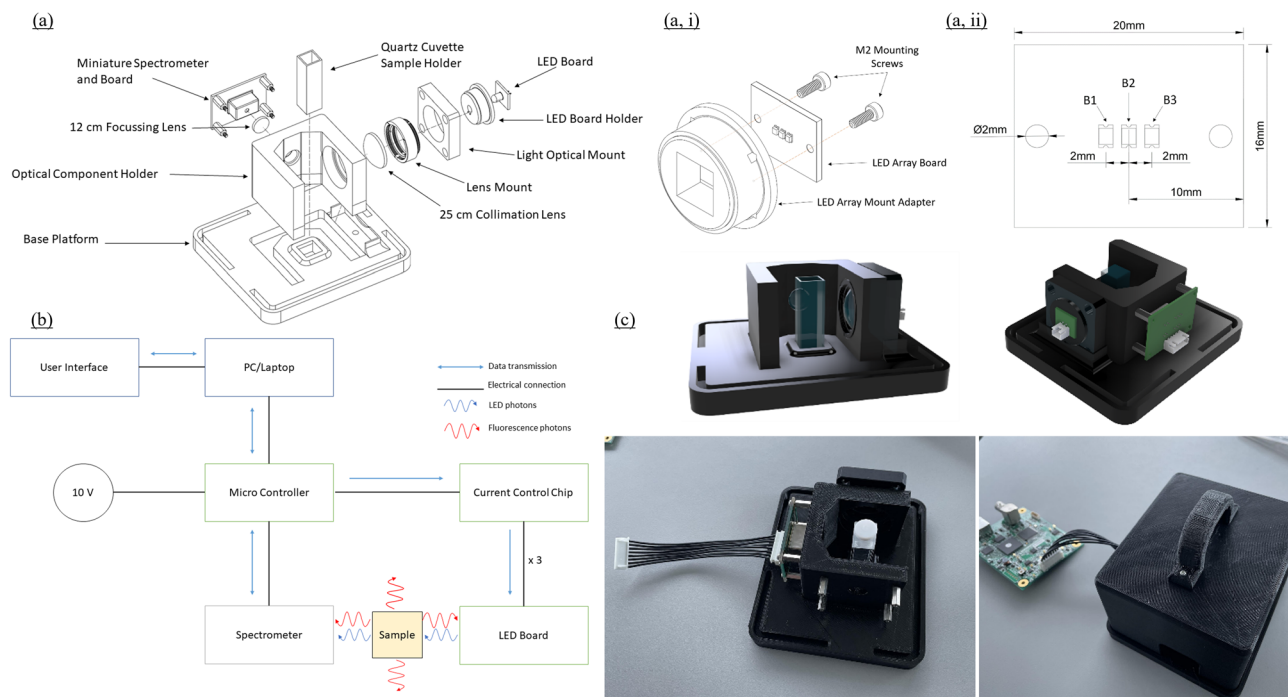 (a)
Quartz Cuvette
Sample Holder
Miniature Spectrometer
and Board
LED Board
12 cm Focussing Lens
LED Board Holder
Light Optical Mount
Optical Component Holder
Lens Mount
25 cm Collimation Lens
Base Platform
(a, i)
M2 Mounting
Screws
LED Array Board
LED Array Mount Adapter
(a, ii)
20mm
B2
B1
B3
Ø2mm
16mm
2mm
2mm
10mm
(b)
User Interface
PC/Laptop
Data transmission
Electrical connection
LED photons
Fluorescence photons
10 V
Micro Controller
Current Control Chip
x 3
Spectrometer
Sample
LED Board
(c)